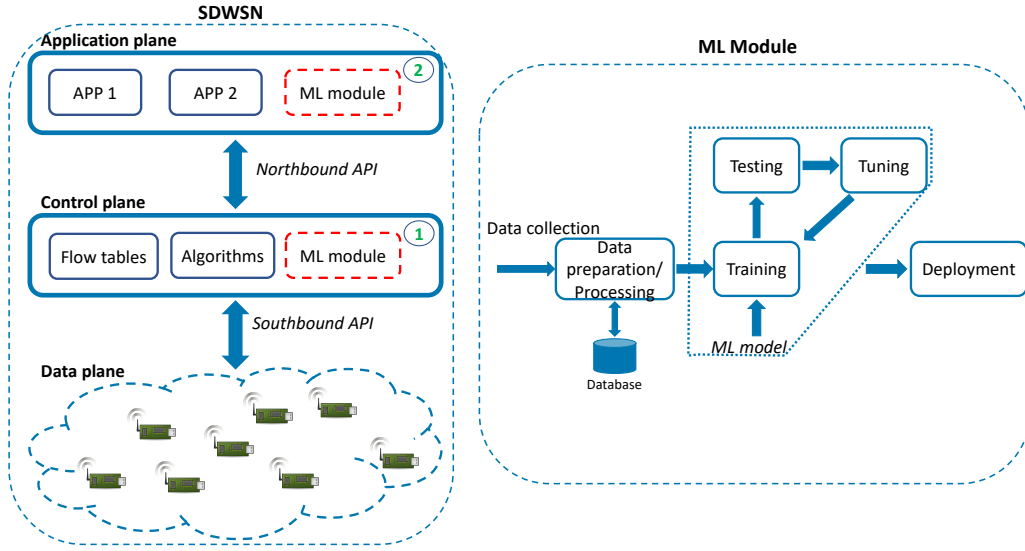 SDWSN
Application plane
2
APP 1
APP 2
ML module
Northbound API
Control plane
1
Flow tables
Algorithms
ML module
Southbound API
Data plane
ML Module
Testing
Tuning
Data collection
Data
preparation/
Processing
Training
Deployment
ML model
Database